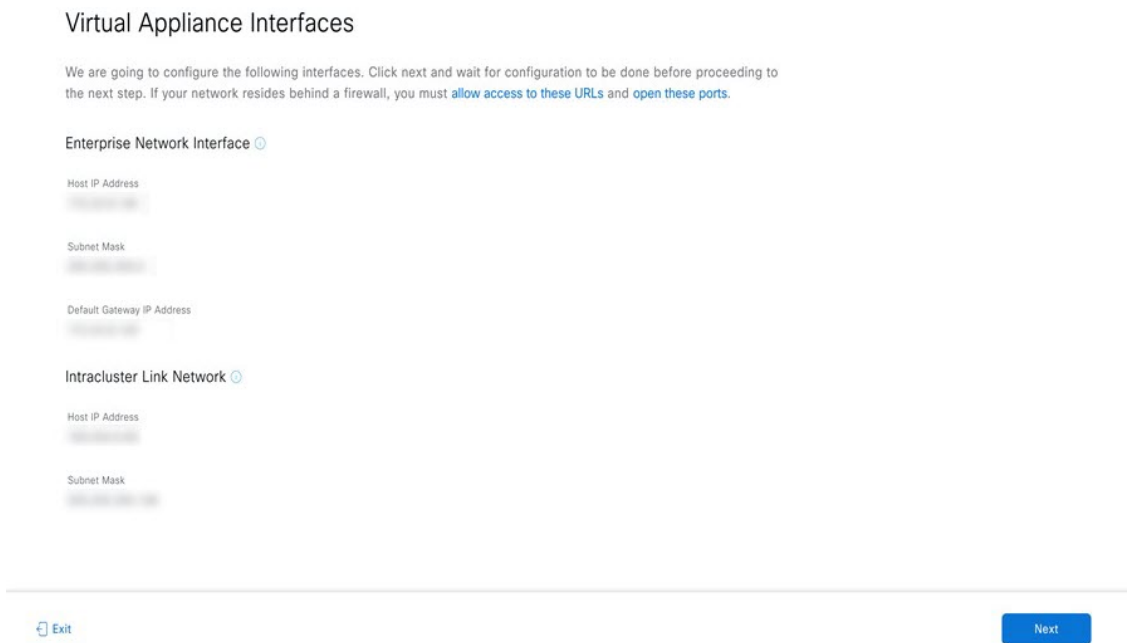 Virtual Appliance Interfaces
We are going to configure the following interfaces. Click next and wait for configuration to be done before proceeding to
the next step. If your network resides behind a firewall, you must allow access to these URLs and open these ports.
Enterprise Network Interface
Host IP Address
Subnet Mask
Default Gateway IP Address
Intracluster Link Network
Host IP Address
Subnet Mask
Exit
Next